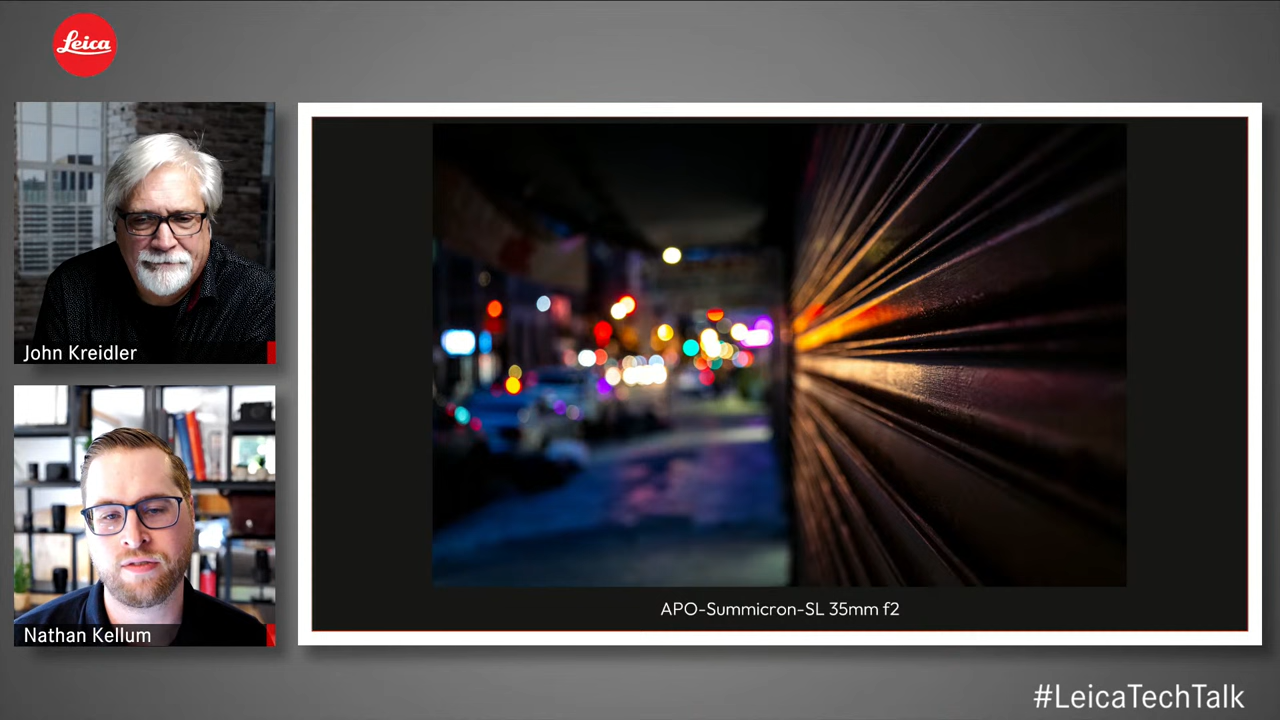 Leica
John Kreidler
Nathan Kellum
APO-Summicron-SL 35mm f2
#LeicaTechTalk